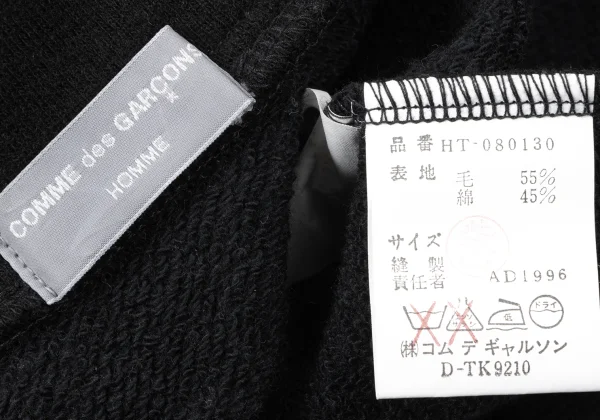 COMME des GARÇONS
HOMME
品番 HT-080130
表地 毛 55%
綿 45%
サイズ
縫製
責任者 AD1996
低 ドライ
(株)コム デ ギャルソン
D-TK9210